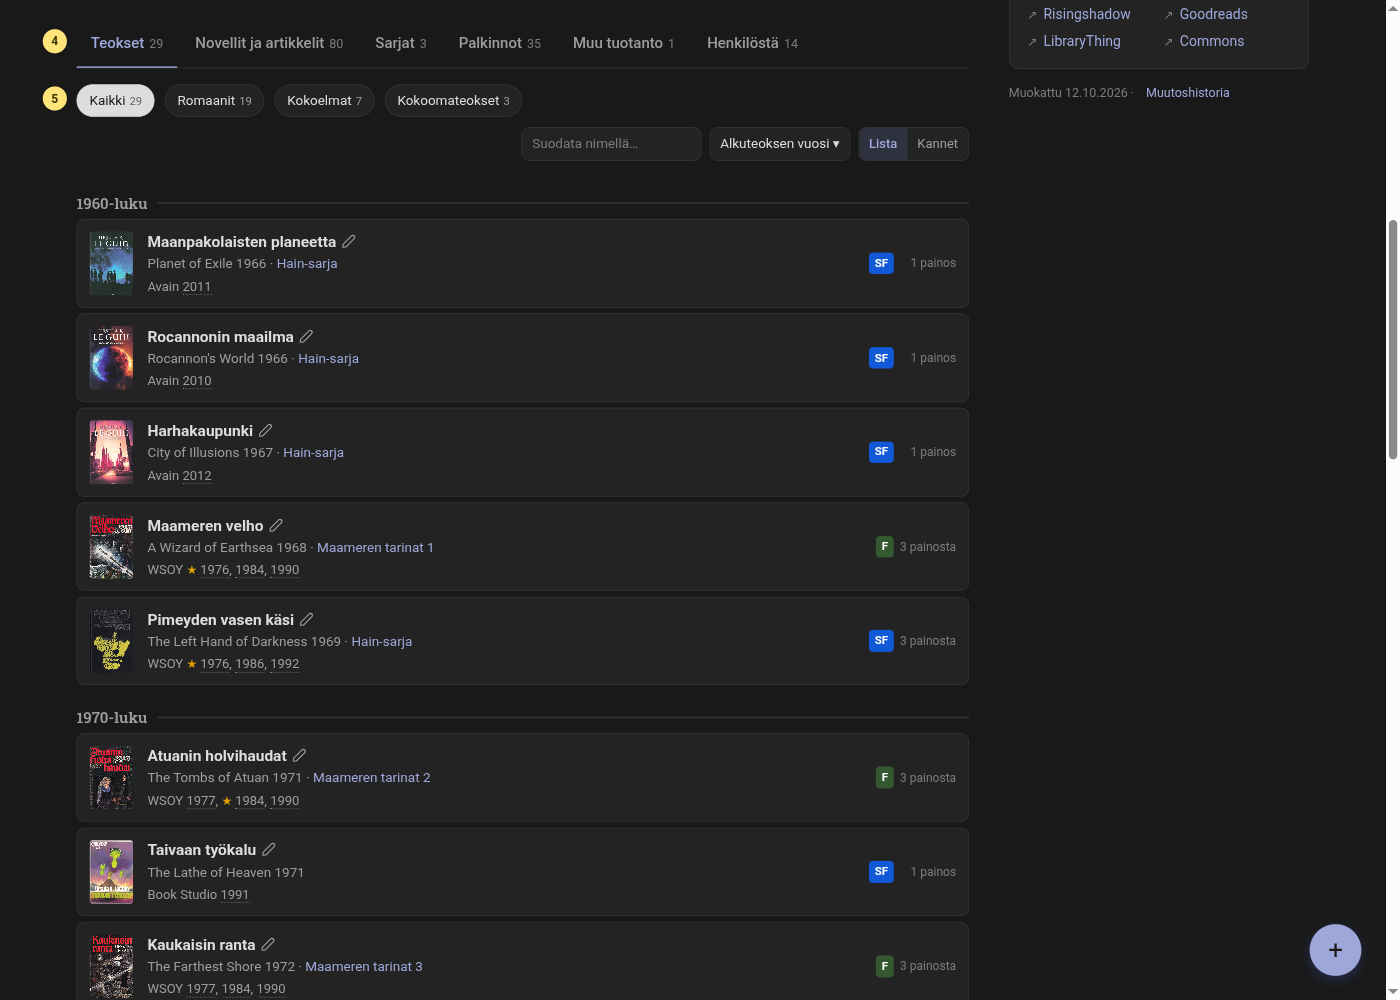 ↗ Risingshadow ↗ Goodreads
↗ LibraryThing ↗ Commons
Muokattu 12.10.2026 · Muutoshistoria
4 Teokset 29 Novellit ja artikkelit 80 Sarjat 3 Palkinnot 35 Muu tuotanto 1 Henkilöstä 14
5 Kaikki 29 Romaanit 19 Kokoelmat 7 Kokoomateokset 3
Suodata nimellä... Alkuteoksen vuosi ▾ Lista Kannet
1960-luku
Maanpakolaisten planeetta
Planet of Exile 1966 · Hain-sarja SF 1 painos
Avain 2011
Rocannonin maailma
Rocannon's World 1966 · Hain-sarja SF 1 painos
Avain 2010
Harhakaupunki
City of Illusions 1967 · Hain-sarja SF 1 painos
Avain 2012
Maameren velho
A Wizard of Earthsea 1968 · Maameren tarinat 1 F 3 painosta
WSOY ★ 1976, 1984, 1990
Pimeyden vasen käsi
The Left Hand of Darkness 1969 · Hain-sarja SF 3 painosta
WSOY ★ 1976, 1986, 1992
1970-luku
Atuanin holvihaudat
The Tombs of Atuan 1971 · Maameren tarinat 2 F 3 painosta
WSOY 1977, ★ 1984, 1990
Taivaan työkalu
The Lathe of Heaven 1971 SF 1 painos
Book Studio 1991
Kaukaisin ranta
The Farthest Shore 1972 · Maameren tarinat 3 F 3 painosta
WSOY 1977, 1984, 1990
+